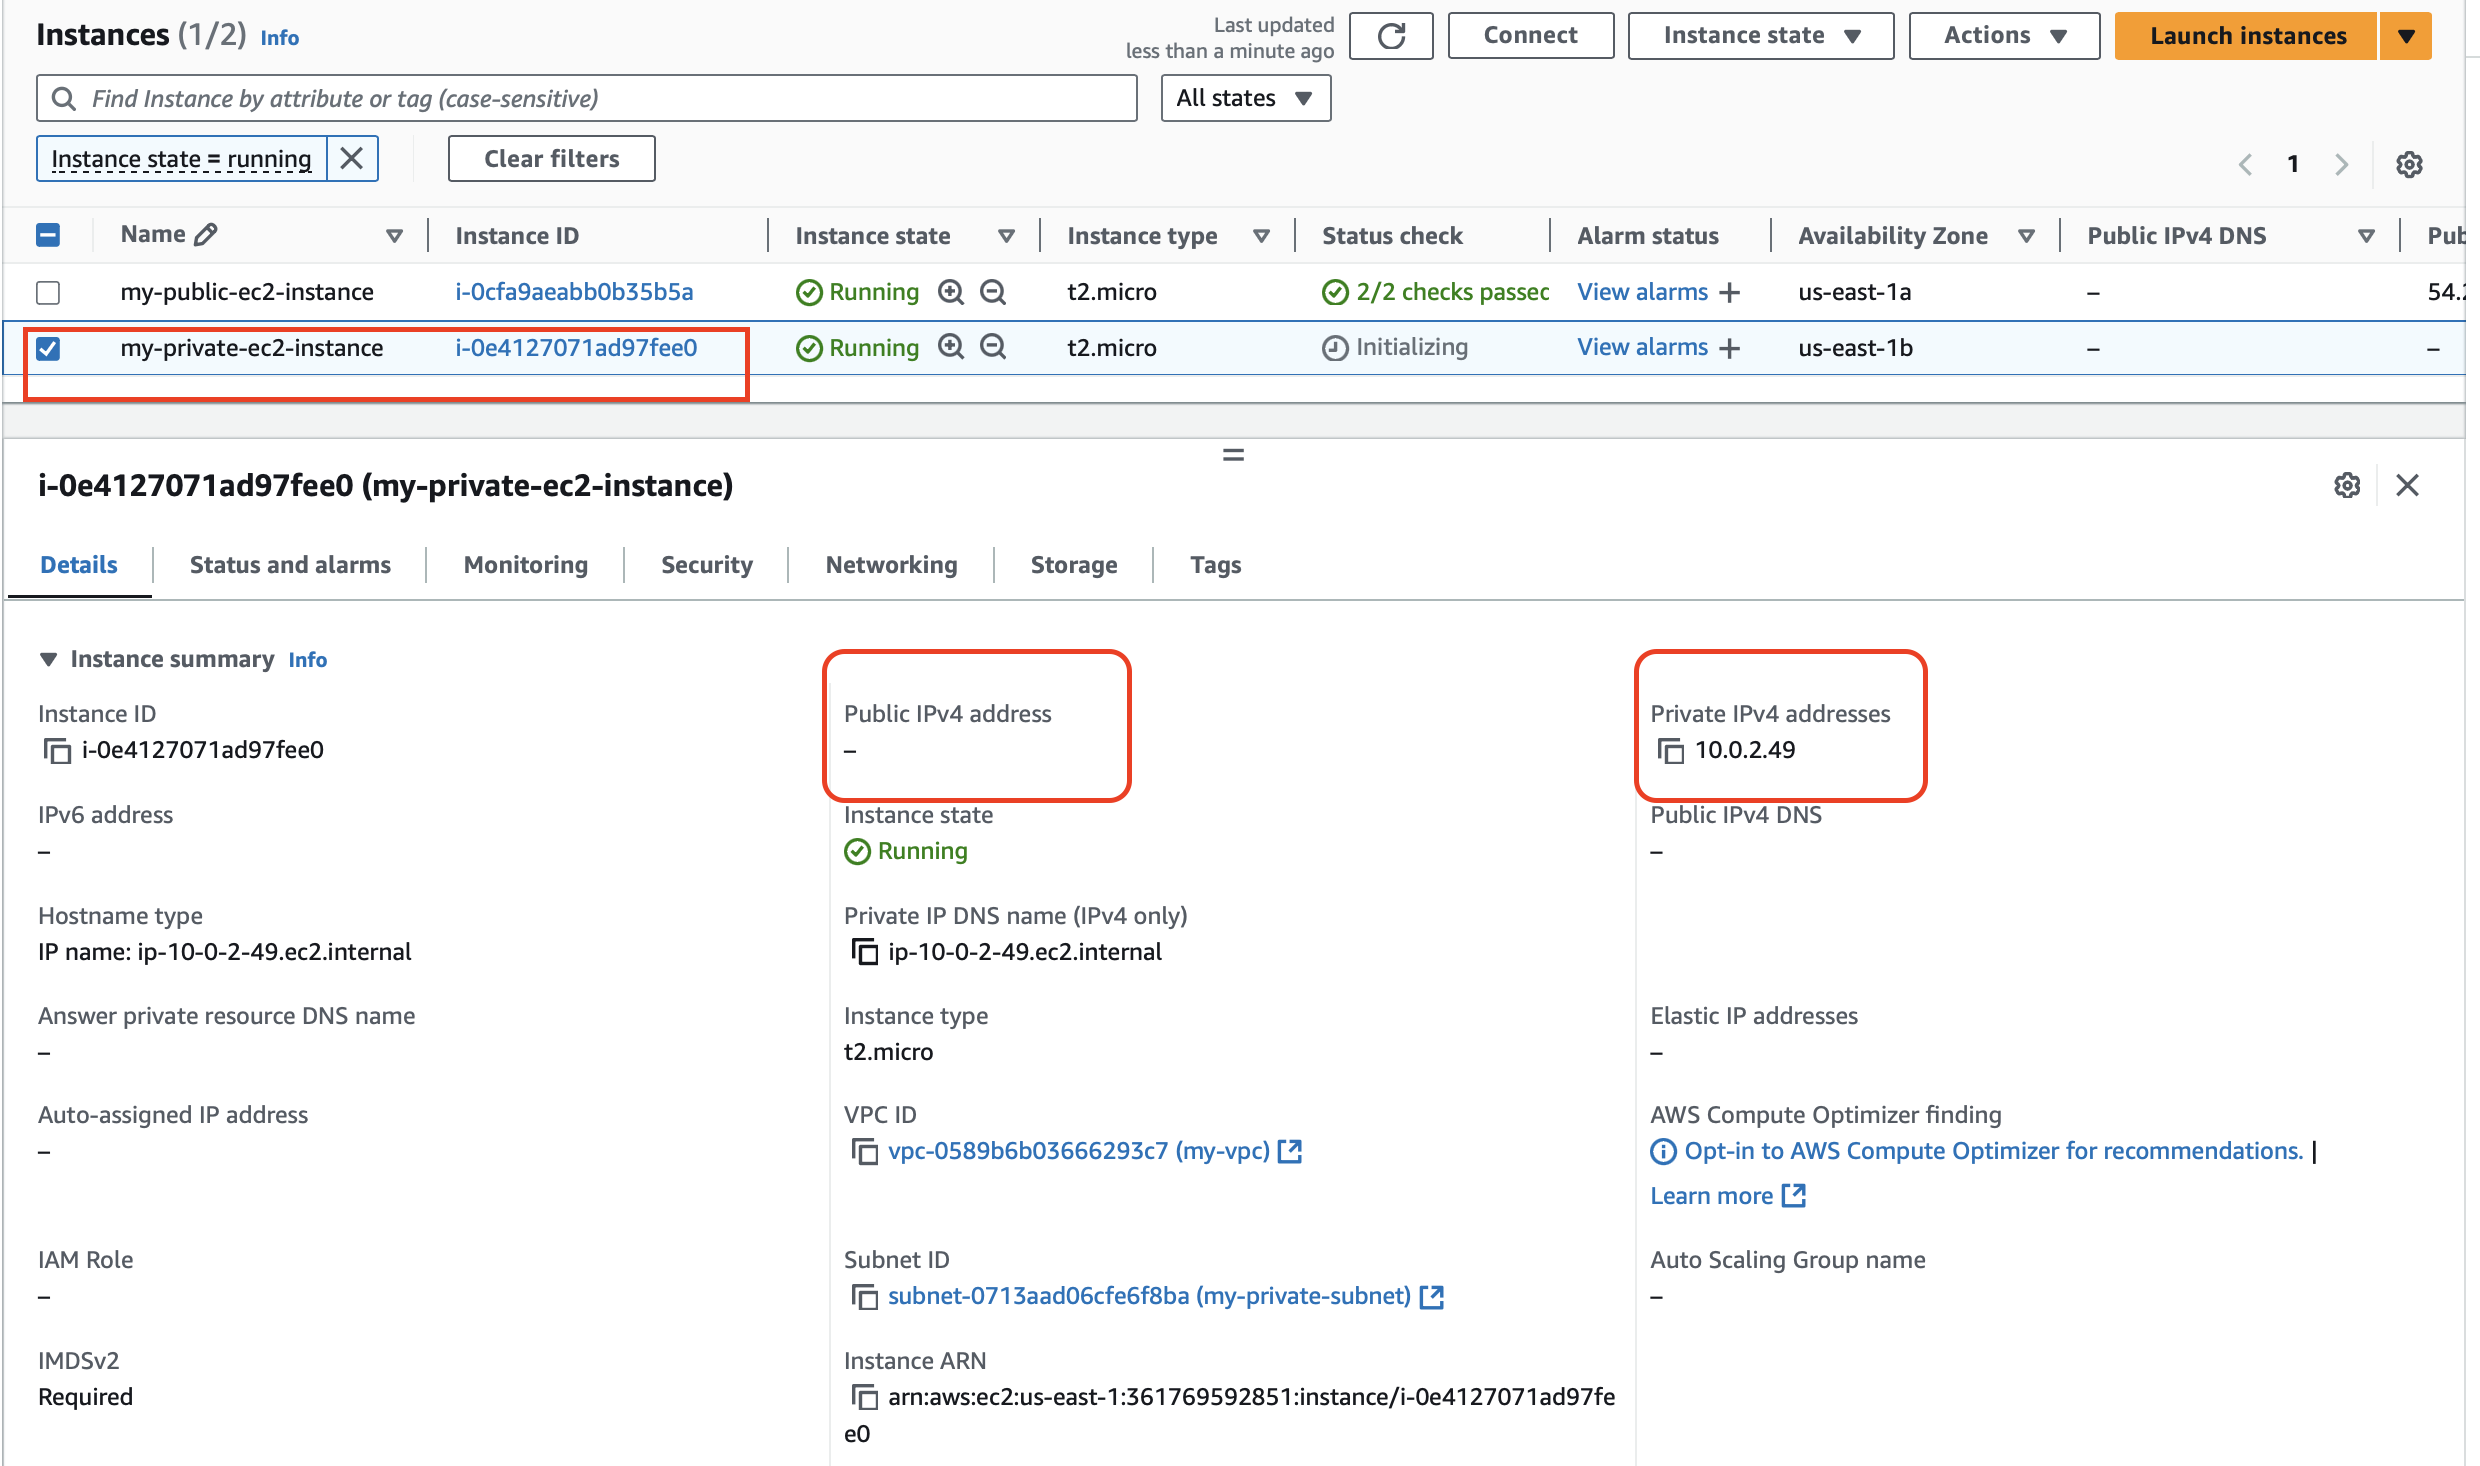 Instances (1/2) Info
Last updated
less than a minute ago
Connect
Instance state
Actions
Launch instances
Find Instance by attribute or tag (case-sensitive)
All states
Instance state = running
Clear filters
1
Name Instance ID Instance state Instance type Status check Alarm status Availability Zone Public IPv4 DNS Pub
my-public-ec2-instance i-0cfa9aeabb0b35b5a Running t2.micro 2/2 checks passed View alarms + us-east-1a – 54.2
my-private-ec2-instance i-0e4127071ad97fee0 Running t2.micro Initializing View alarms + us-east-1b – –
i-0e4127071ad97fee0 (my-private-ec2-instance)
Details Status and alarms Monitoring Security Networking Storage Tags
Instance summary Info
Instance ID
i-0e4127071ad97fee0
Public IPv4 address
–
Private IPv4 addresses
10.0.2.49
IPv6 address
–
Instance state
Running
Public IPv4 DNS
–
Hostname type
IP name: ip-10-0-2-49.ec2.internal
Private IP DNS name (IPv4 only)
ip-10-0-2-49.ec2.internal
Answer private resource DNS name
–
Instance type
t2.micro
Elastic IP addresses
–
Auto-assigned IP address
–
VPC ID
vpc-0589b6b03666293c7 (my-vpc)
AWS Compute Optimizer finding
Opt-in to AWS Compute Optimizer for recommendations. |
Learn more
IAM Role
–
Subnet ID
subnet-0713aad06cfe6f8ba (my-private-subnet)
Auto Scaling Group name
–
IMDSv2
Required
Instance ARN
arn:aws:ec2:us-east-1:361769592851:instance/i-0e4127071ad97fe
e0